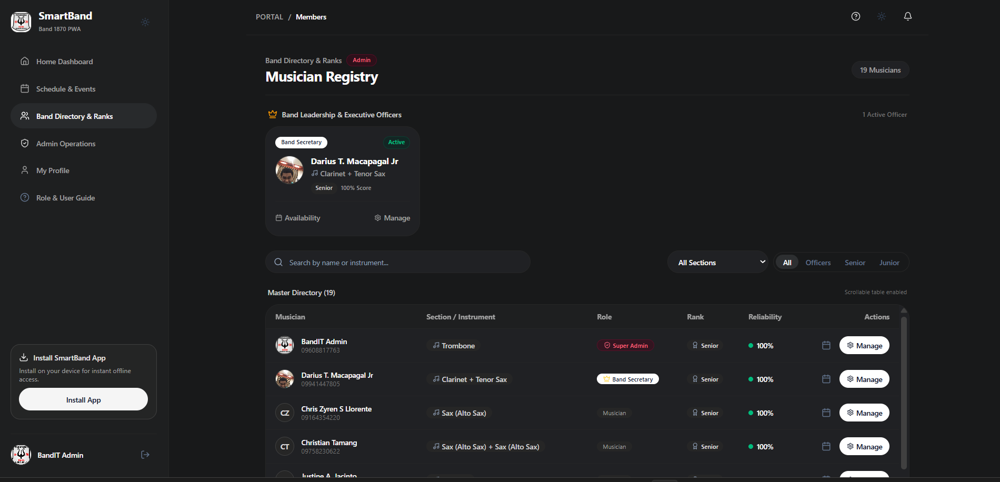 SmartBand
Band 1870 PWA
Home Dashboard
Schedule & Events
Band Directory & Ranks
Admin Operations
My Profile
Role & User Guide
Install SmartBand App
Install on your device for instant offline
access.
Install App
BandIT Admin
PORTAL / Members
Band Directory & Ranks Admin
Musician Registry
19 Musicians
Band Leadership & Executive Officers
1 Active Officer
Band Secretary Active
Darius T. Macapagal Jr
Clarinet + Tenor Sax
Senior 100% Score
Availability Manage
Search by name or instrument...
All Sections
All Officers Senior Junior
Master Directory (19)
Scrollable table enabled
Musician Section / Instrument Role Rank Reliability Actions
BandIT Admin
09608817763
Trombone Super Admin Senior 100% Manage
Darius T. Macapagal Jr
09941447805
Clarinet + Tenor Sax Band Secretary Senior 100% Manage
Chris Zyren S Llorente
09164354220
CZ Sax (Alto Sax) Musician Senior 100% Manage
Christian Tamang
09758230622
CT Sax (Alto Sax) + Sax (Alto Sax) Musician Senior 100% Manage
Justine A. Jacinto